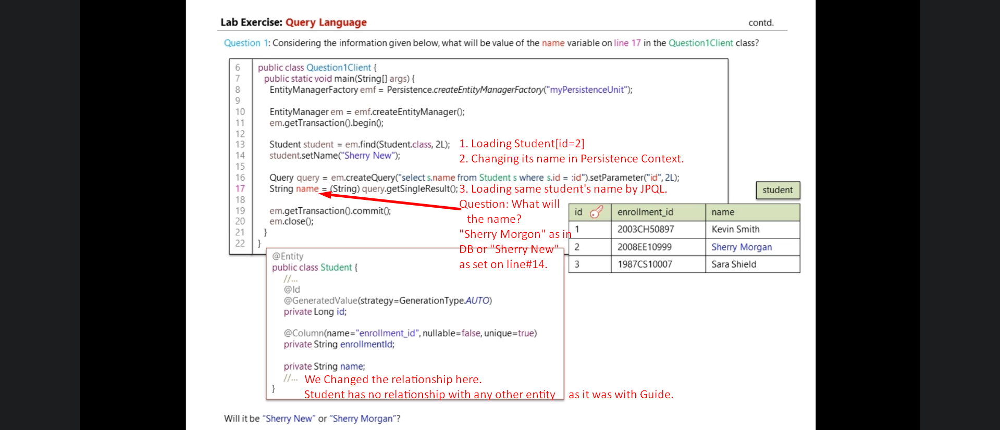 Lab Exercise: Query Language
contd.
Question 1: Considering the information given below, what will be value of the name variable on line 17 in the Question1Client class?
6 public class Question1Client {
7 public static void main(String[] args) {
8 EntityManagerFactory emf = Persistence.createEntityManagerFactory("myPersistenceUnit");
9
10 EntityManager em = emf.createEntityManager();
11 em.getTransaction().begin();
12
13 Student student = em.find(Student.class, 2L); 1. Loading Student[id=2]
14 student.setName("Sherry New"); 2. Changing its name in Persistence Context.
15
16 Query query = em.createQuery("select s.name from Student s where s.id = :id").setParameter("id", 2L);
17 String name = (String) query.getSingleResult(); 3. Loading same student's name by JPQL.
18
19 em.getTransaction().commit();
20 em.close();
21 }
22 }
Question: What will
the name?
"Sherry Morgon" as in
DB or "Sherry New"
as set on line#14.
student
id enrollment_id name
1 2003CH50897 Kevin Smith
2 2008EE10999 Sherry Morgan
3 1987CS10007 Sara Shield
@Entity
public class Student {
//...
@Id
@GeneratedValue(strategy=GenerationType.AUTO)
private Long id;
@Column(name="enrollment_id", nullable=false, unique=true)
private String enrollmentId;
private String name;
//... We Changed the relationship here.
}
Student has no relationship with any other entity as it was with Guide.
Will it be “Sherry New” or “Sherry Morgan”?